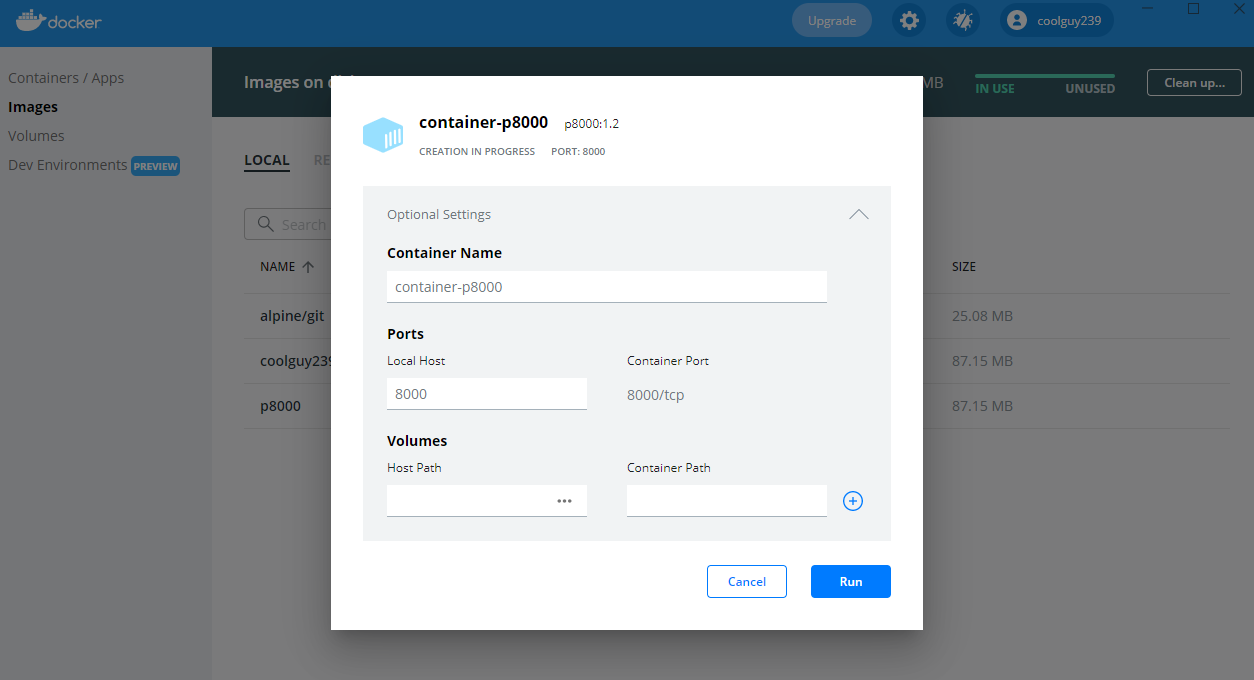 docker
Upgrade
coolguy239
Containers / Apps
Images
Volumes
Dev Environments PREVIEW
Images on
MB
IN USE
UNUSED
Clean up...
LOCAL
Search
NAME
SIZE
alpine/git
25.08 MB
coolguy239
87.15 MB
p8000
87.15 MB
container-p8000 p8000:1.2
CREATION IN PROGRESS PORT: 8000
Optional Settings
Container Name
container-p8000
Ports
Local Host Container Port
8000 8000/tcp
Volumes
Host Path Container Path
Cancel Run